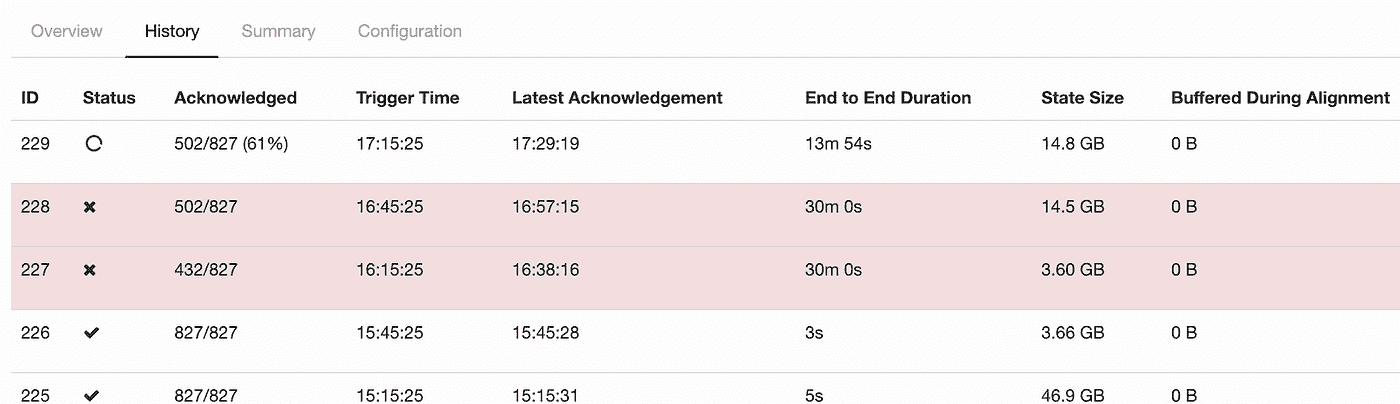 Overview History Summary Configuration
ID Status Acknowledged Trigger Time Latest Acknowledgement End to End Duration State Size Buffered During Alignment
229 502/827 (61%) 17:15:25 17:29:19 13m 54s 14.8 GB 0 B
228 502/827 16:45:25 16:57:15 30m 0s 14.5 GB 0 B
227 432/827 16:15:25 16:38:16 30m 0s 3.60 GB 0 B
226 827/827 15:45:25 15:45:28 3s 3.66 GB 0 B
225 827/827 15:15:25 15:15:31 5s 46.9 GB 0 B